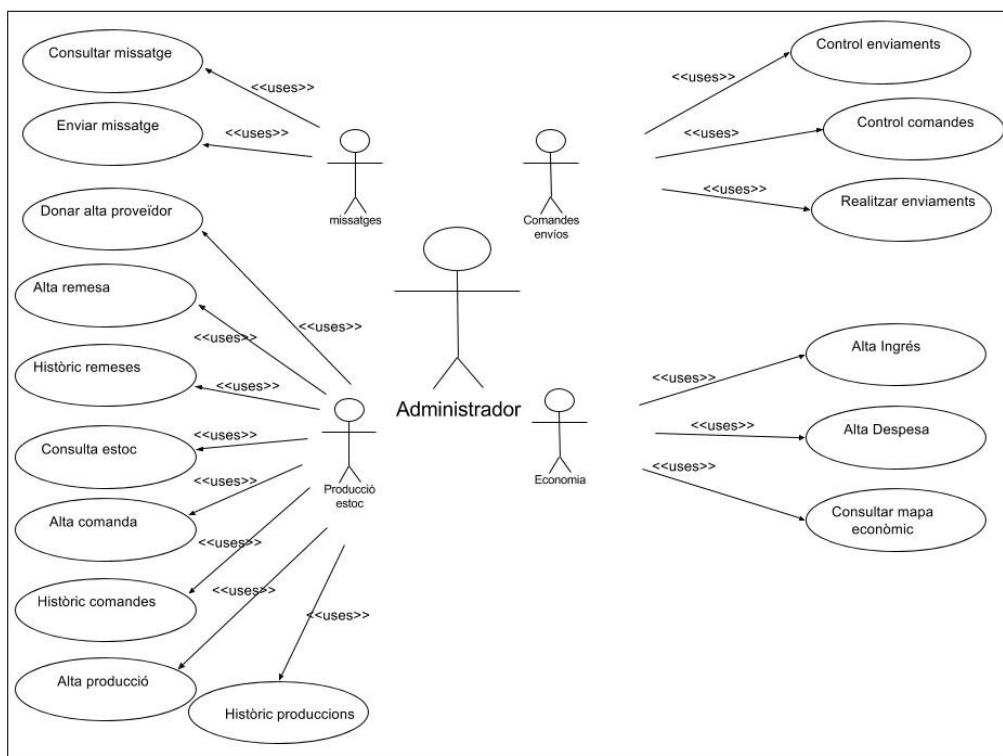 Consultar missatge
<<uses>>
Enviar missatge
<<uses>>
missatges
Control enviaments
<<uses>>
Control comandes
<<uses>
Realitzar enviaments
<<uses>>
Comandes
envíos
Donar alta proveïdor
<<uses>>
Alta remesa
<<uses>>
Històric remeses
<<uses>>
Consulta estoc
<<uses>>
Alta comanda
<<uses>>
Històric comandes
<<uses>>
Alta producció
<<uses>>
Històric produccions
<<uses>>
Producció
estoc
Administrador
Economia
Alta Ingrés
<<uses>>
Alta Despesa
<<uses>>
Consultar mapa
econòmic
<<uses>>